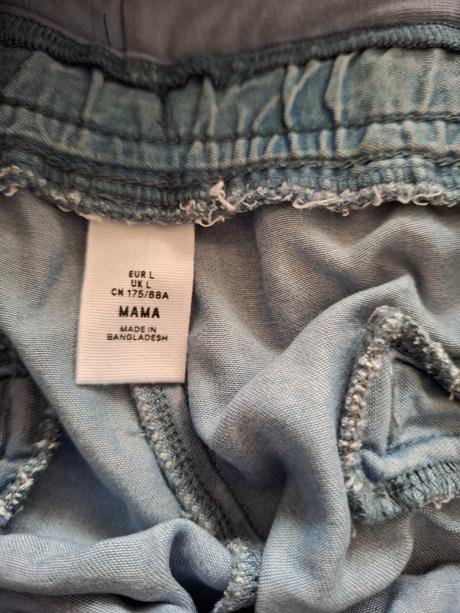 EUR L
UK L
CN 175/88A
MAMA
MADE IN
BANGLADESH